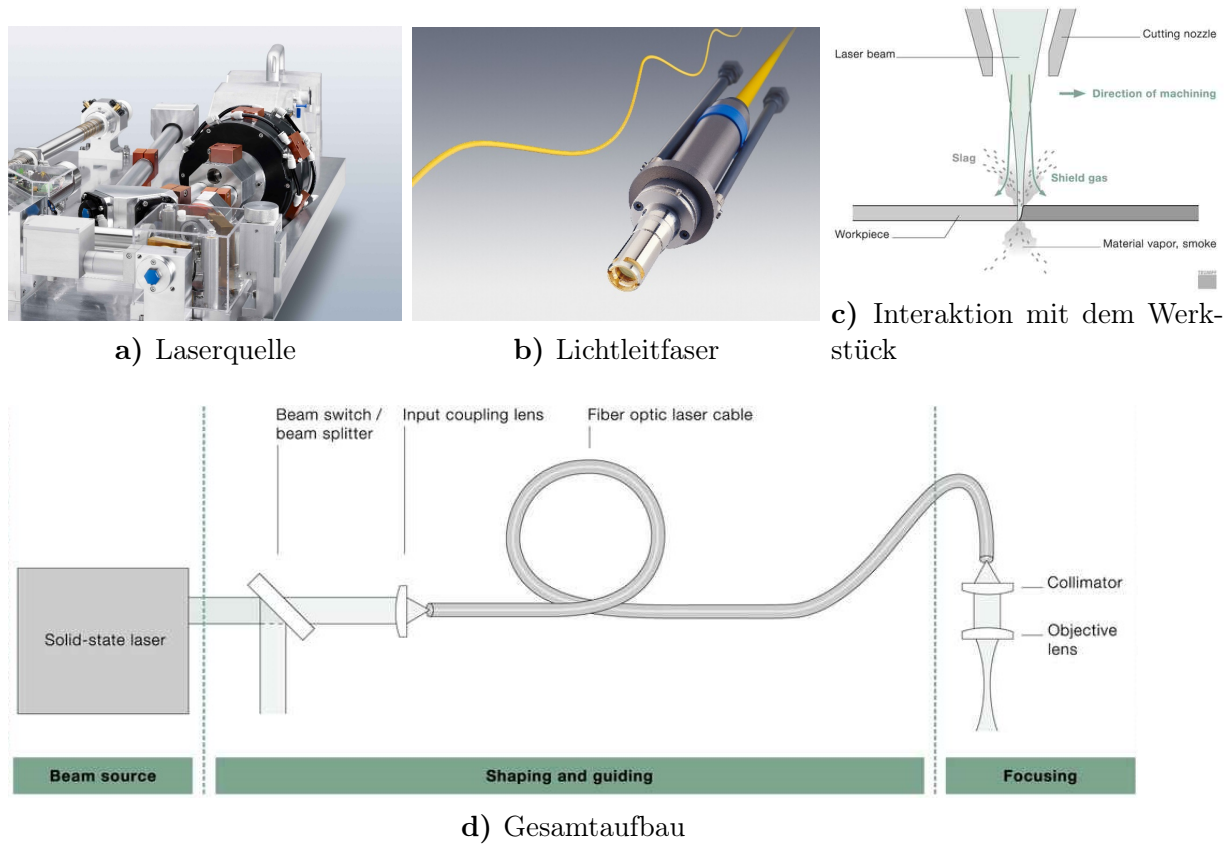 Laser beam
Cutting nozzle
Direction of machining
Slag
Shield gas
Workpiece
Material vapor, smoke
TRUMPF
a) Laserquelle
b) Lichtleitfaser
c) Interaktion mit dem Werk-
stück
Beam switch /
beam splitter
Input coupling lens
Fiber optic laser cable
Solid-state laser
Collimator
Objective
lens
Beam source
Shaping and guiding
Focusing
d) Gesamtaufbau